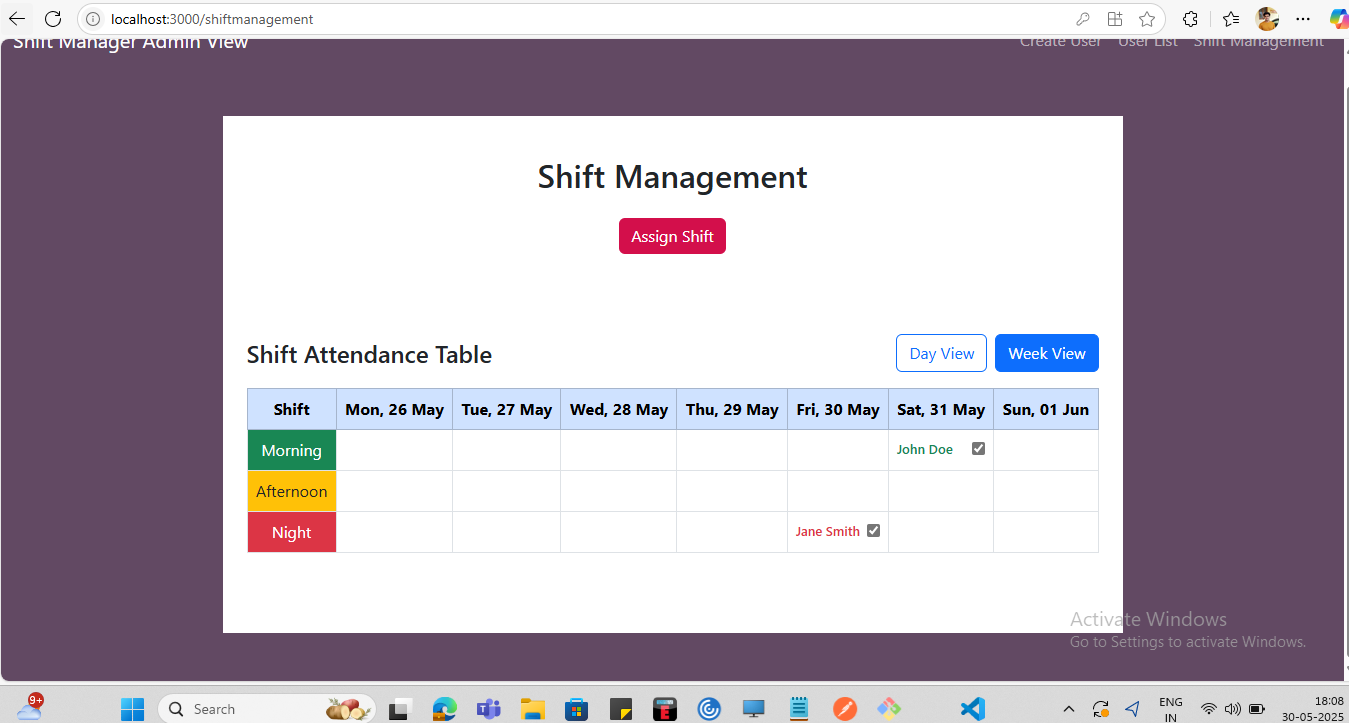 localhost:3000/shiftmanagement
Shift Manager Admin View
Create User User List Shift Management
Shift Management
Assign Shift
Shift Attendance Table
Day View
Week View
Shift Mon, 26 May Tue, 27 May Wed, 28 May Thu, 29 May Fri, 30 May Sat, 31 May Sun, 01 Jun
Morning John Doe
Afternoon
Night Jane Smith
Activate Windows
Go to Settings to activate Windows.
9+
Search
ENG
IN
18:08
30-05-2025